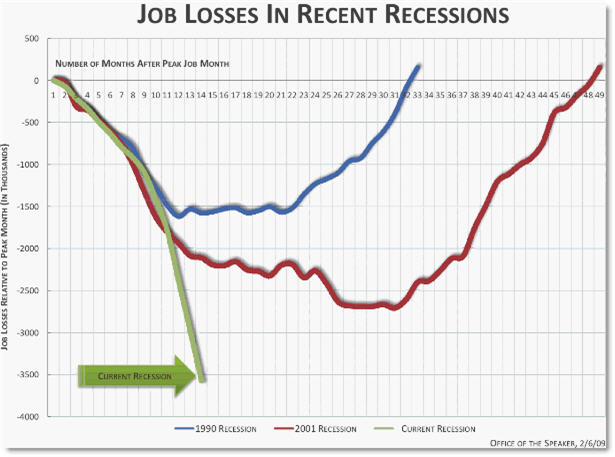 JOB LOSSES IN RECENT RECESSIONS
500
NUMBER OF MONTHS AFTER PEAK JOB MONTH
0
1 2 3 4 5 6 7 8 9 10 11 12 13 14 15 16 17 18 19 20 21 22 23 24 25 26 27 28 29 30 31 32 33 34 35 36 37 38 39 40 41 42 43 44 45 46 47 48 49
-500
-1000
-1500
-2000
-2500
-3000
-3500
-4000
JOB LOSSES RELATIVE TO PEAK MONTH (IN THOUSANDS)
CURRENT RECESSION
1990 RECESSION 2001 RECESSION CURRENT RECESSION
OFFICE OF THE SPEAKER, 2/6/09